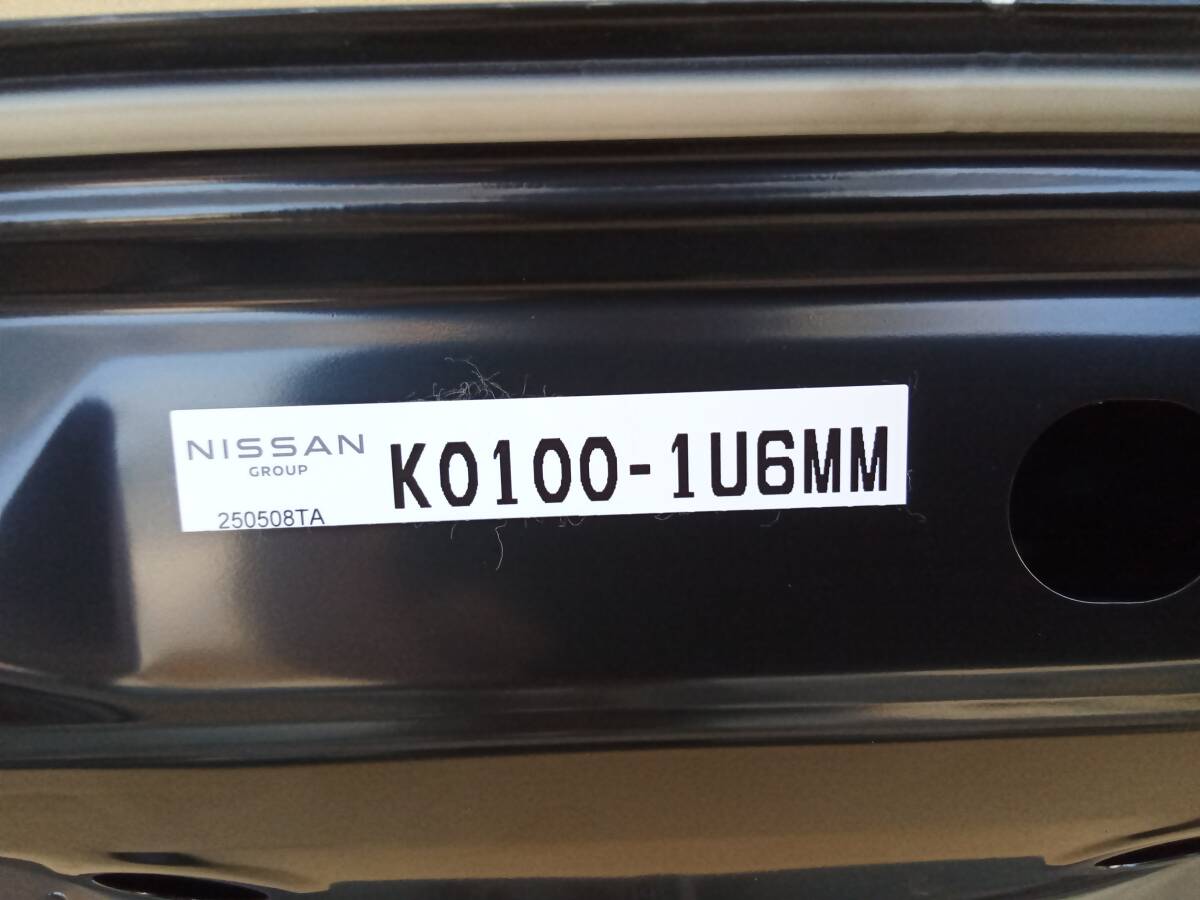 NISSAN
GROUP
K0100-1U6MM
250508TA